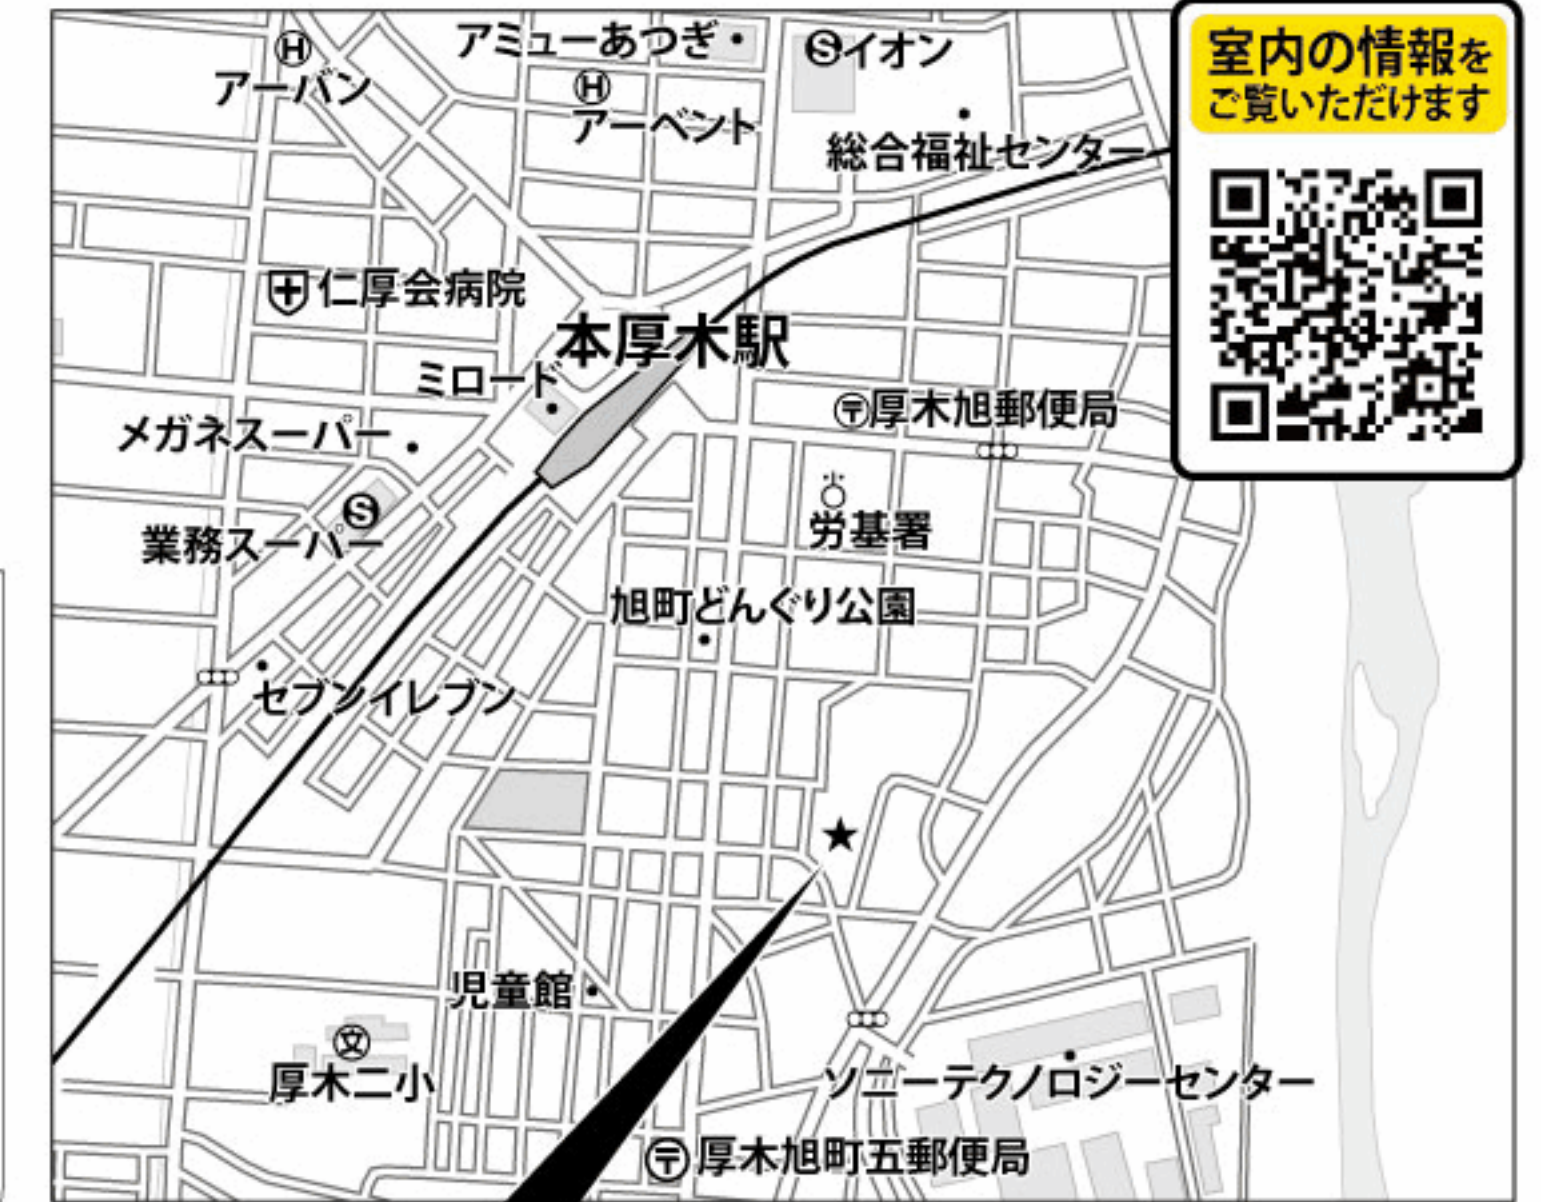 アミューあつぎ
Ⓢイオン
Ⓗ
アーバン
Ⓗ
アーベント
総合福祉センター
室内の情報を
ご覧いただけます
仁厚会病院
本厚木駅
ミロード
メガネスーパー
〒厚木旭郵便局
Ⓢ
業務スーパー
労基署
旭町どんぐり公園
セブンイレブン
★
児童館
文
厚木二小
ソニーテクノロジーセンター
〒厚木旭町五郵便局